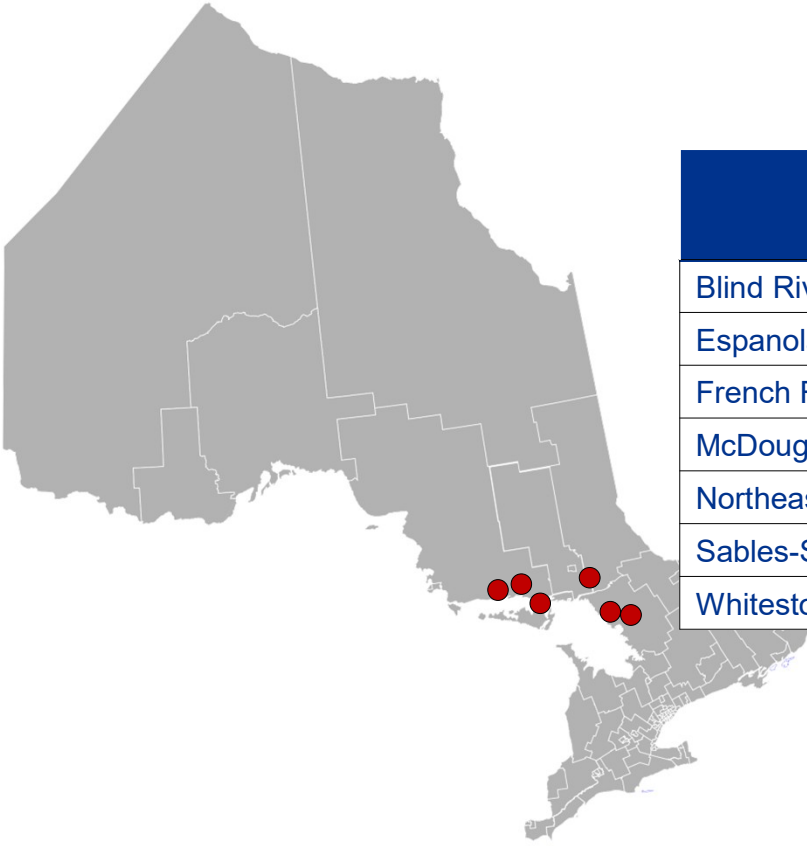 Blind Riv
Espanol
French F
McDoug
Northeas
Sables-S
Whitesto